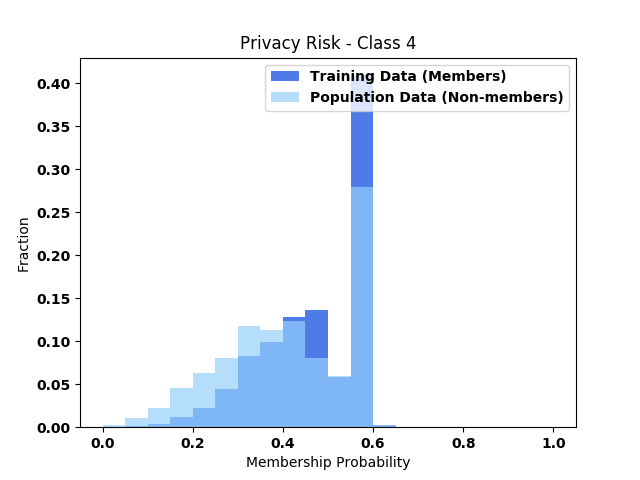 Privacy Risk - Class 4
Training Data (Members)
Population Data (Non-members)
Fraction
0.40
0.35
0.30
0.25
0.20
0.15
0.10
0.05
0.00
0.0 0.2 0.4 0.6 0.8 1.0
Membership Probability